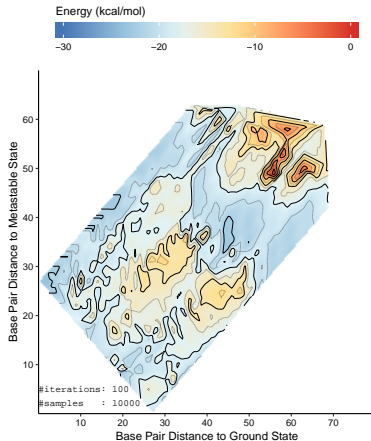 Energy (kcal/mol)
−30 −20 −10 0
Base Pair Distance to Metastable State
60
50
40
30
20
10
#iterations: 100
#samples   : 10000
10 20 30 40 50 60 70
Base Pair Distance to Ground State